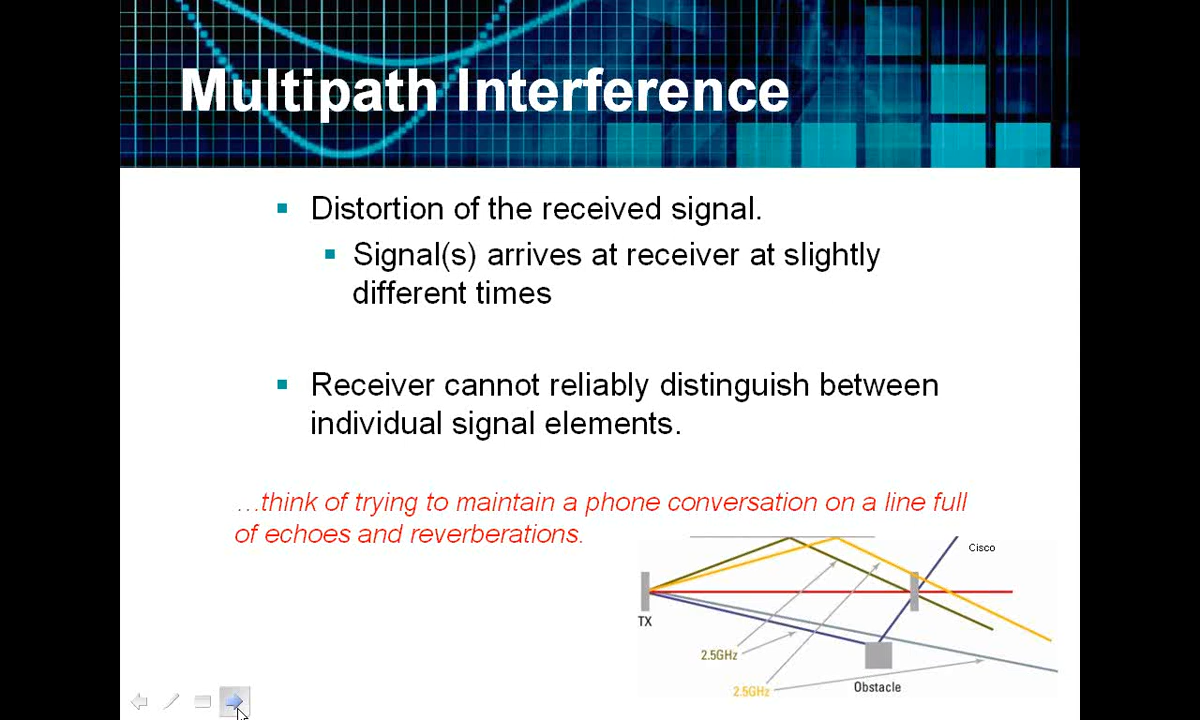 Multipath Interference
Distortion of the received signal.
Signal(s) arrives at receiver at slightly
different times
Receiver cannot reliably distinguish between
individual signal elements.
…think of trying to maintain a phone conversation on a line full
of echoes and reverberations.
Cisco
TX
2.5GHz
2.5GHz
Obstacle